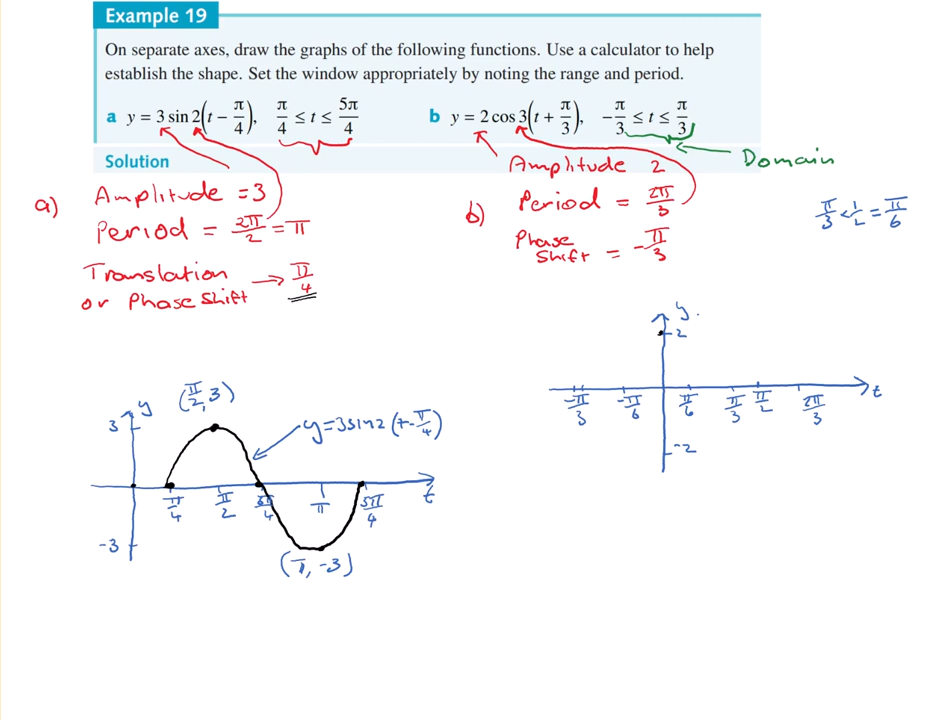 Example 19
On separate axes, draw the graphs of the following functions. Use a calculator to help
establish the shape. Set the window appropriately by noting the range and period.
a y = 3 sin 2(t − π/4), π/4 ≤ t ≤ 5π/4 b y = 2 cos 3(t + π/3), −π/3 ≤ t ≤ π/3
Solution
Domain
a)
Amplitude = 3
Period = 2π/2 = π
Translation
or Phase Shift → π/4
b)
Amplitude 2
Period = 2π/3
Phase
Shift = -π/3
π/3 × 1/2 = π/6
(π/2, 3)
3
y
y=3sin2(t-π/4)
π/4 π/2 3π/4 π 5π/4 t
-3
(π, -3)
y
2
-π/3 -π/6 π/6 π/3 π/2 2π/3 t
-2